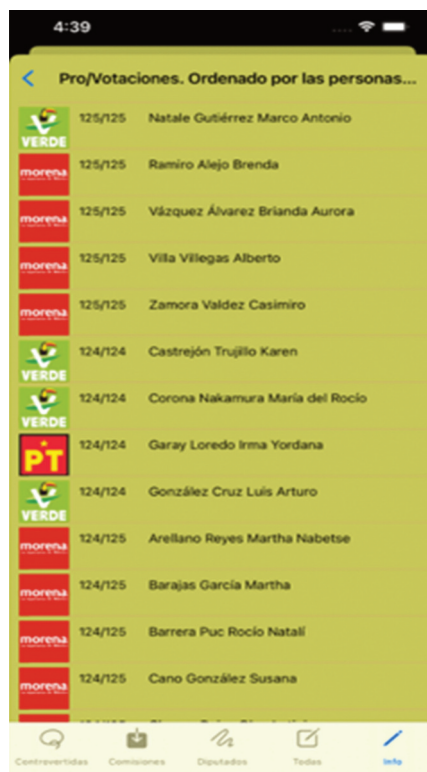 4:39
Pro/Votaciones. Ordenado por las personas...
VERDE 125/125 Natale Gutiérrez Marco Antonio
morena 125/125 Ramiro Alejo Brenda
morena 125/125 Vázquez Álvarez Brianda Aurora
morena 125/125 Villa Villegas Alberto
morena 125/125 Zamora Valdez Casimiro
VERDE 124/124 Castrejón Trujillo Karen
VERDE 124/124 Corona Nakamura María del Rocío
PT 124/124 Garay Loredo Irma Yordana
VERDE 124/124 González Cruz Luis Arturo
morena 124/125 Arellano Reyes Martha Nabetse
morena 124/125 Barajas García Martha
morena 124/125 Barrera Puc Rocío Natalí
morena 124/125 Cano González Susana
Controvertidas Comisiones Diputados Todas Info